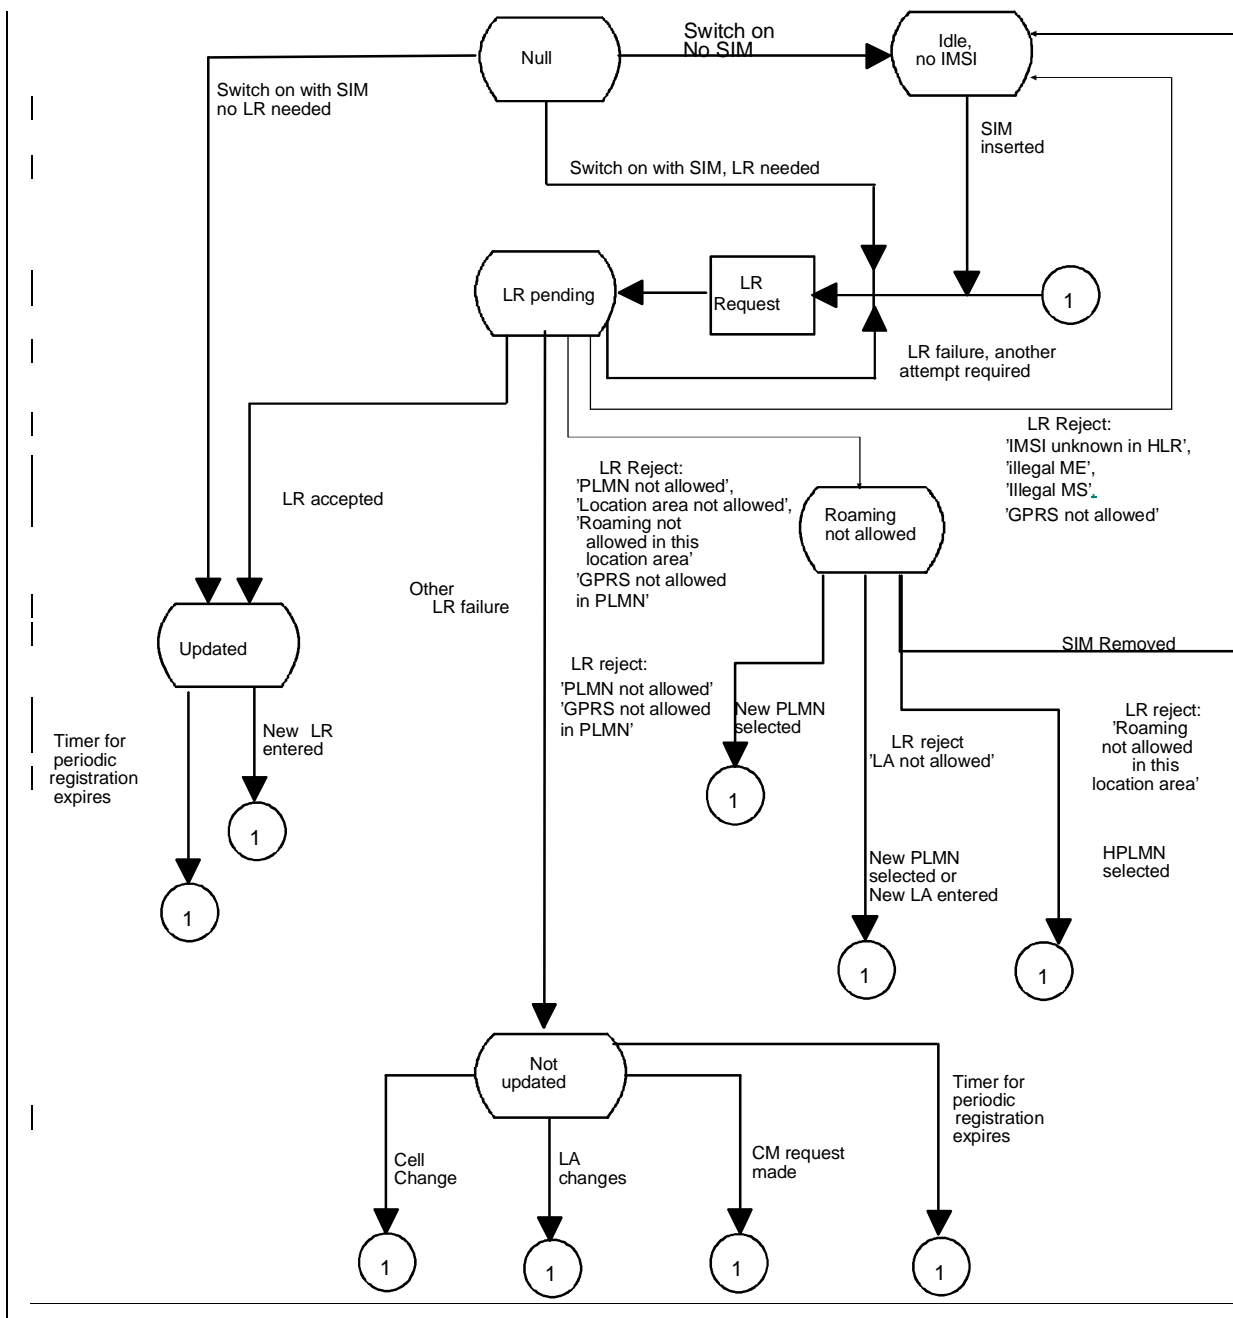 Null
Switch on
No SIM
Idle,
no IMSI
Switch on with SIM
no LR needed
SIM
inserted
Switch on with SIM, LR needed
LR pending
LR
Request
1
LR failure, another
attempt required
LR Reject:
'IMSI unknown in HLR',
'illegal ME',
'Illegal MS'.
'GPRS not allowed'
LR Reject:
'PLMN not allowed',
'Location area not allowed',
'Roaming not
allowed in this
location area'
'GPRS not allowed
in PLMN'
LR accepted
Roaming
not allowed
Other
LR failure
Updated
SIM Removed
LR reject:
'PLMN not allowed'
'GPRS not allowed
in PLMN'
New PLMN
selected
LR reject
'LA not allowed'
LR reject:
'Roaming
not allowed
in this
location area'
Timer for
periodic
registration
expires
New LR
entered
1
1
1
New PLMN
selected or
New LA entered
HPLMN
selected
1
1
Not
updated
Timer for
periodic
registration
expires
Cell
Change
LA
changes
CM request
made
1
1
1
1